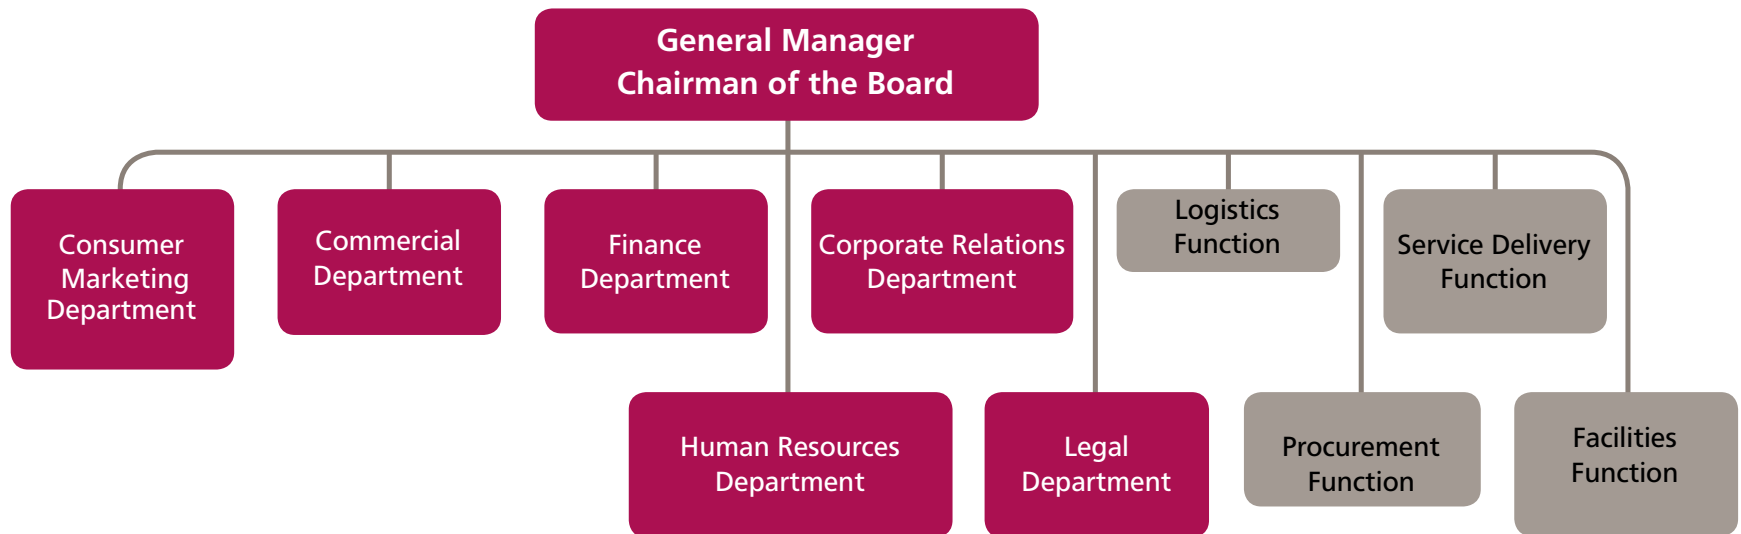 General Manager
Chairman of the Board
Consumer
Marketing
Department
Commercial
Department
Finance
Department
Corporate Relations
Department
Logistics
Function
Service Delivery
Function
Human Resources
Department
Legal
Department
Procurement
Function
Facilities
Function